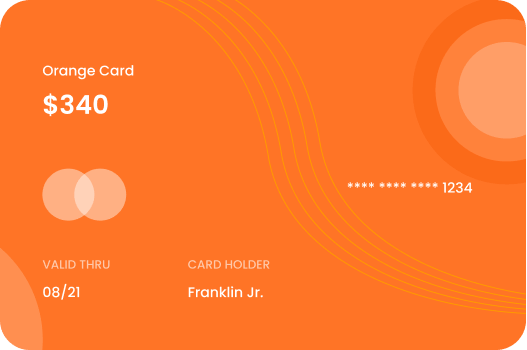 Orange Card
$340
**** **** **** 1234
VALID THRU
CARD HOLDER
08/21
Franklin Jr.